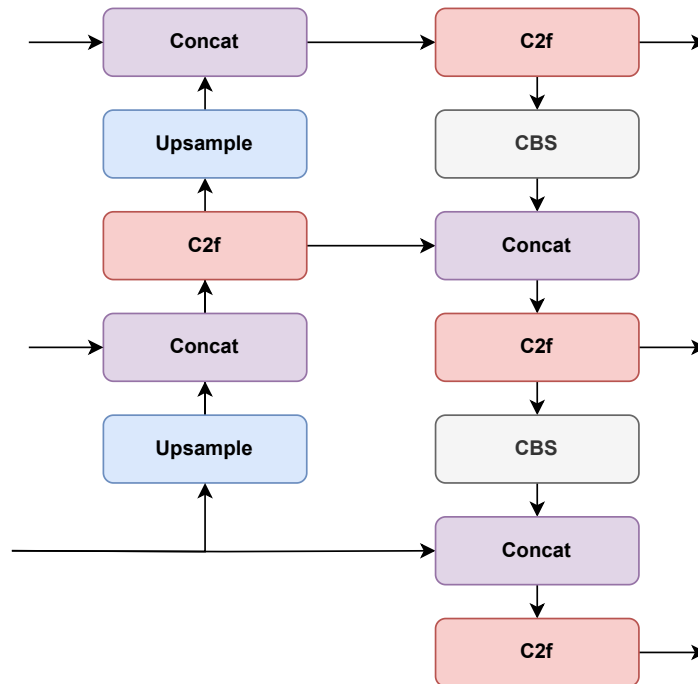 Concat
C2f
Upsample
CBS
C2f
Concat
Concat
C2f
Upsample
CBS
Concat
C2f